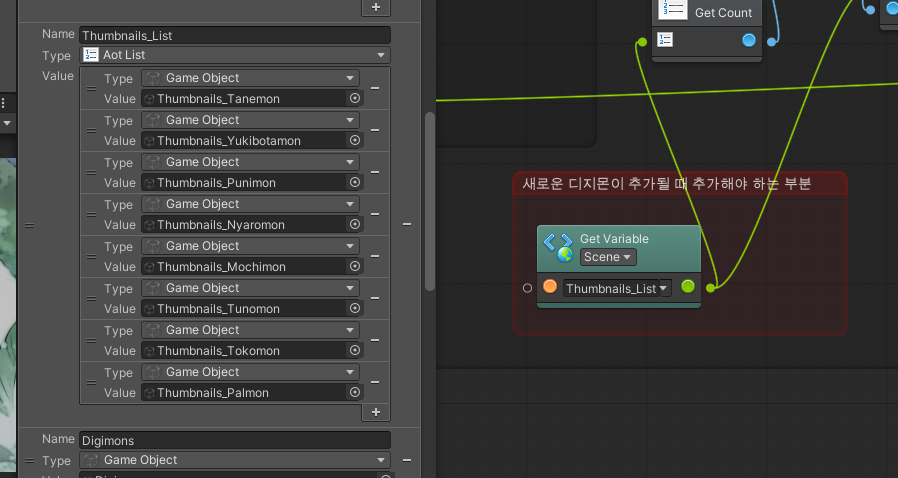 +
Name Thumbnails_List
Type Aot List
Value
Type Game Object
Value Thumbnails_Tanemon
Type Game Object
Value Thumbnails_Yukibotamon
Type Game Object
Value Thumbnails_Punimon
Type Game Object
Value Thumbnails_Nyaromon
Type Game Object
Value Thumbnails_Mochimon
Type Game Object
Value Thumbnails_Tunomon
Type Game Object
Value Thumbnails_Tokomon
Type Game Object
Value Thumbnails_Palmon
+
Name Digimons
Type Game Object
Get Count
새로운 디지몬이 추가될 때 추가해야 하는 부분
Get Variable
Scene
Thumbnails_List